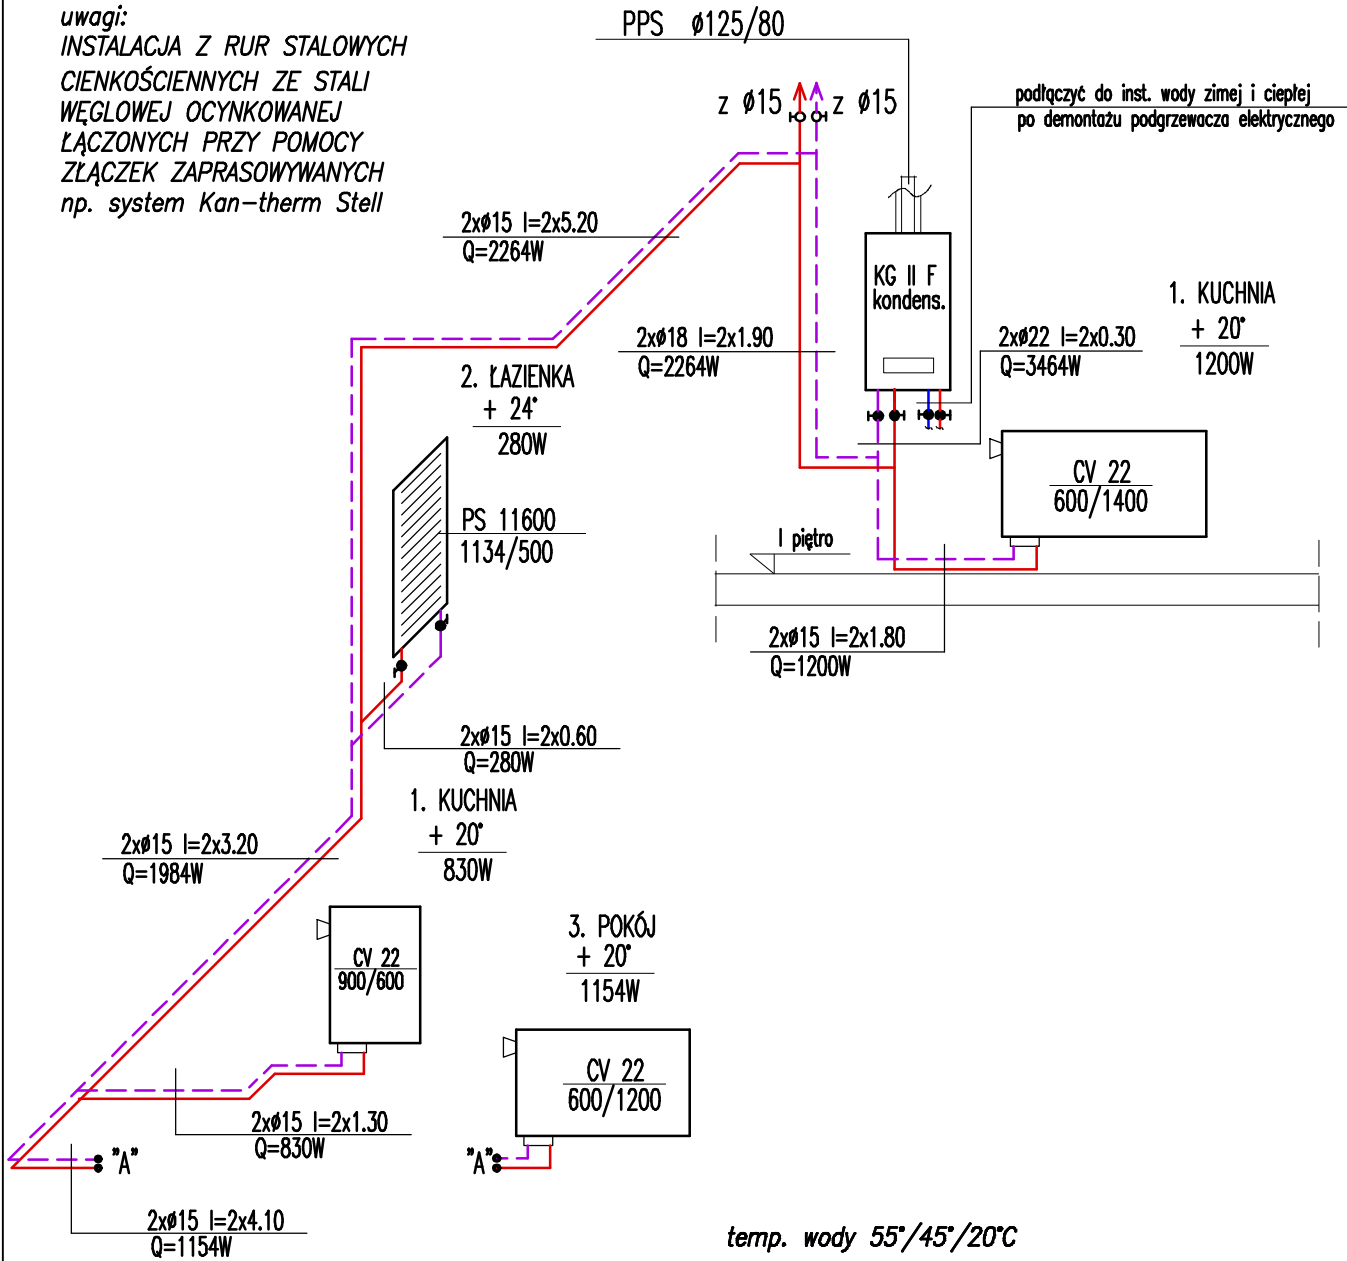 uwagi:
INSTALACJA Z RUR STALOWYCH
CIENKOŚCIENNYCH ZE STALI
WĘGLOWEJ OCYNKOWANEJ
ŁĄCZONYCH PRZY POMOCY
ZŁĄCZEK ZAPRASOWYWANYCH
np. system Kan-therm Stell
PPS ø125/80
z ø15
z ø15
podłączyć do inst. wody zimej i ciepłej
po demontażu podgrzewacza elektrycznego
2xø15 l=2x5.20
Q=2264W
KG II F
kondens.
2xø18 l=2x1.90
Q=2264W
2xø22 l=2x0.30
Q=3464W
1. KUCHNIA
+ 20°
1200W
2. ŁAZIENKA
+ 24°
280W
CV 22
600/1400
PS 11600
1134/500
I piętro
2xø15 l=2x1.80
Q=1200W
2xø15 l=2x0.60
Q=280W
1. KUCHNIA
+ 20°
830W
2xø15 l=2x3.20
Q=1984W
CV 22
900/600
3. POKÓJ
+ 20°
1154W
CV 22
600/1200
2xø15 l=2x1.30
Q=830W
"A"
"A"
2xø15 l=2x4.10
Q=1154W
temp. wody 55°/45°/20°C